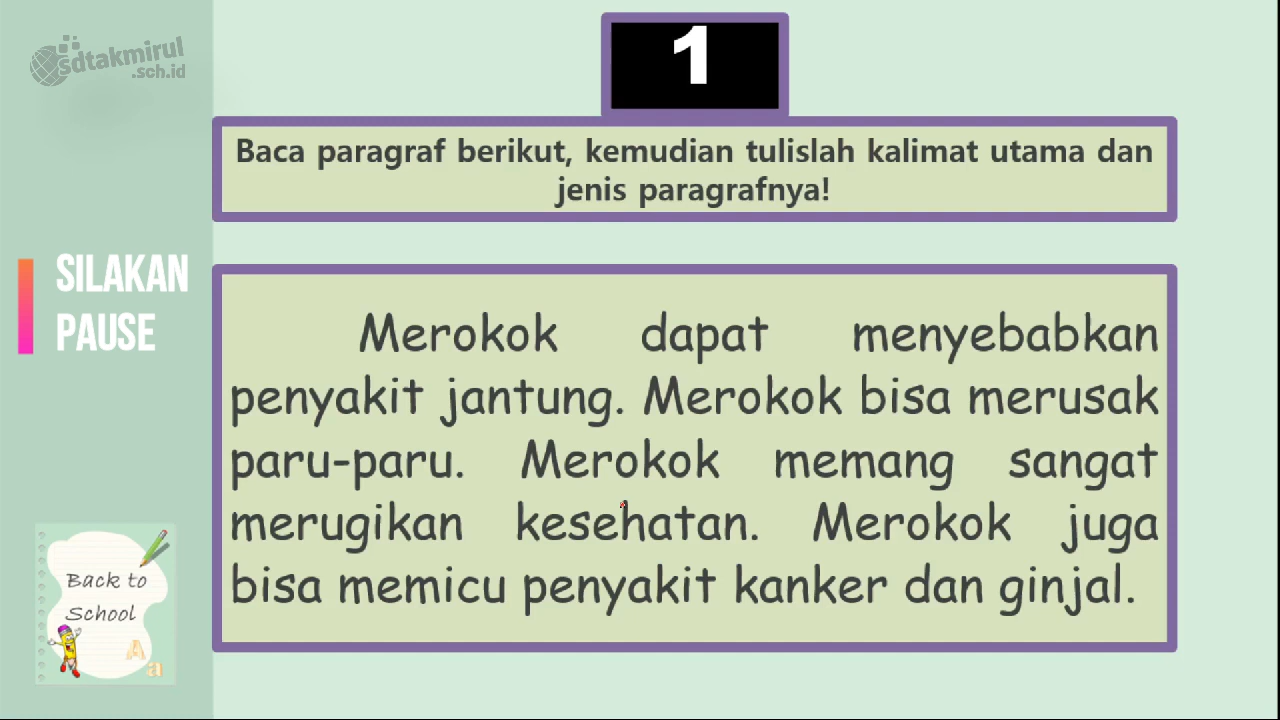 sdtakmirul
.sch.id
1
Baca paragraf berikut, kemudian tulislah kalimat utama dan
jenis paragrafnya!
SILAKAN
PAUSE
Merokok dapat menyebabkan
penyakit jantung. Merokok bisa merusak
paru-paru. Merokok memang sangat
merugikan kesehatan. Merokok juga
bisa memicu penyakit kanker dan ginjal.
Back to
School
A
a